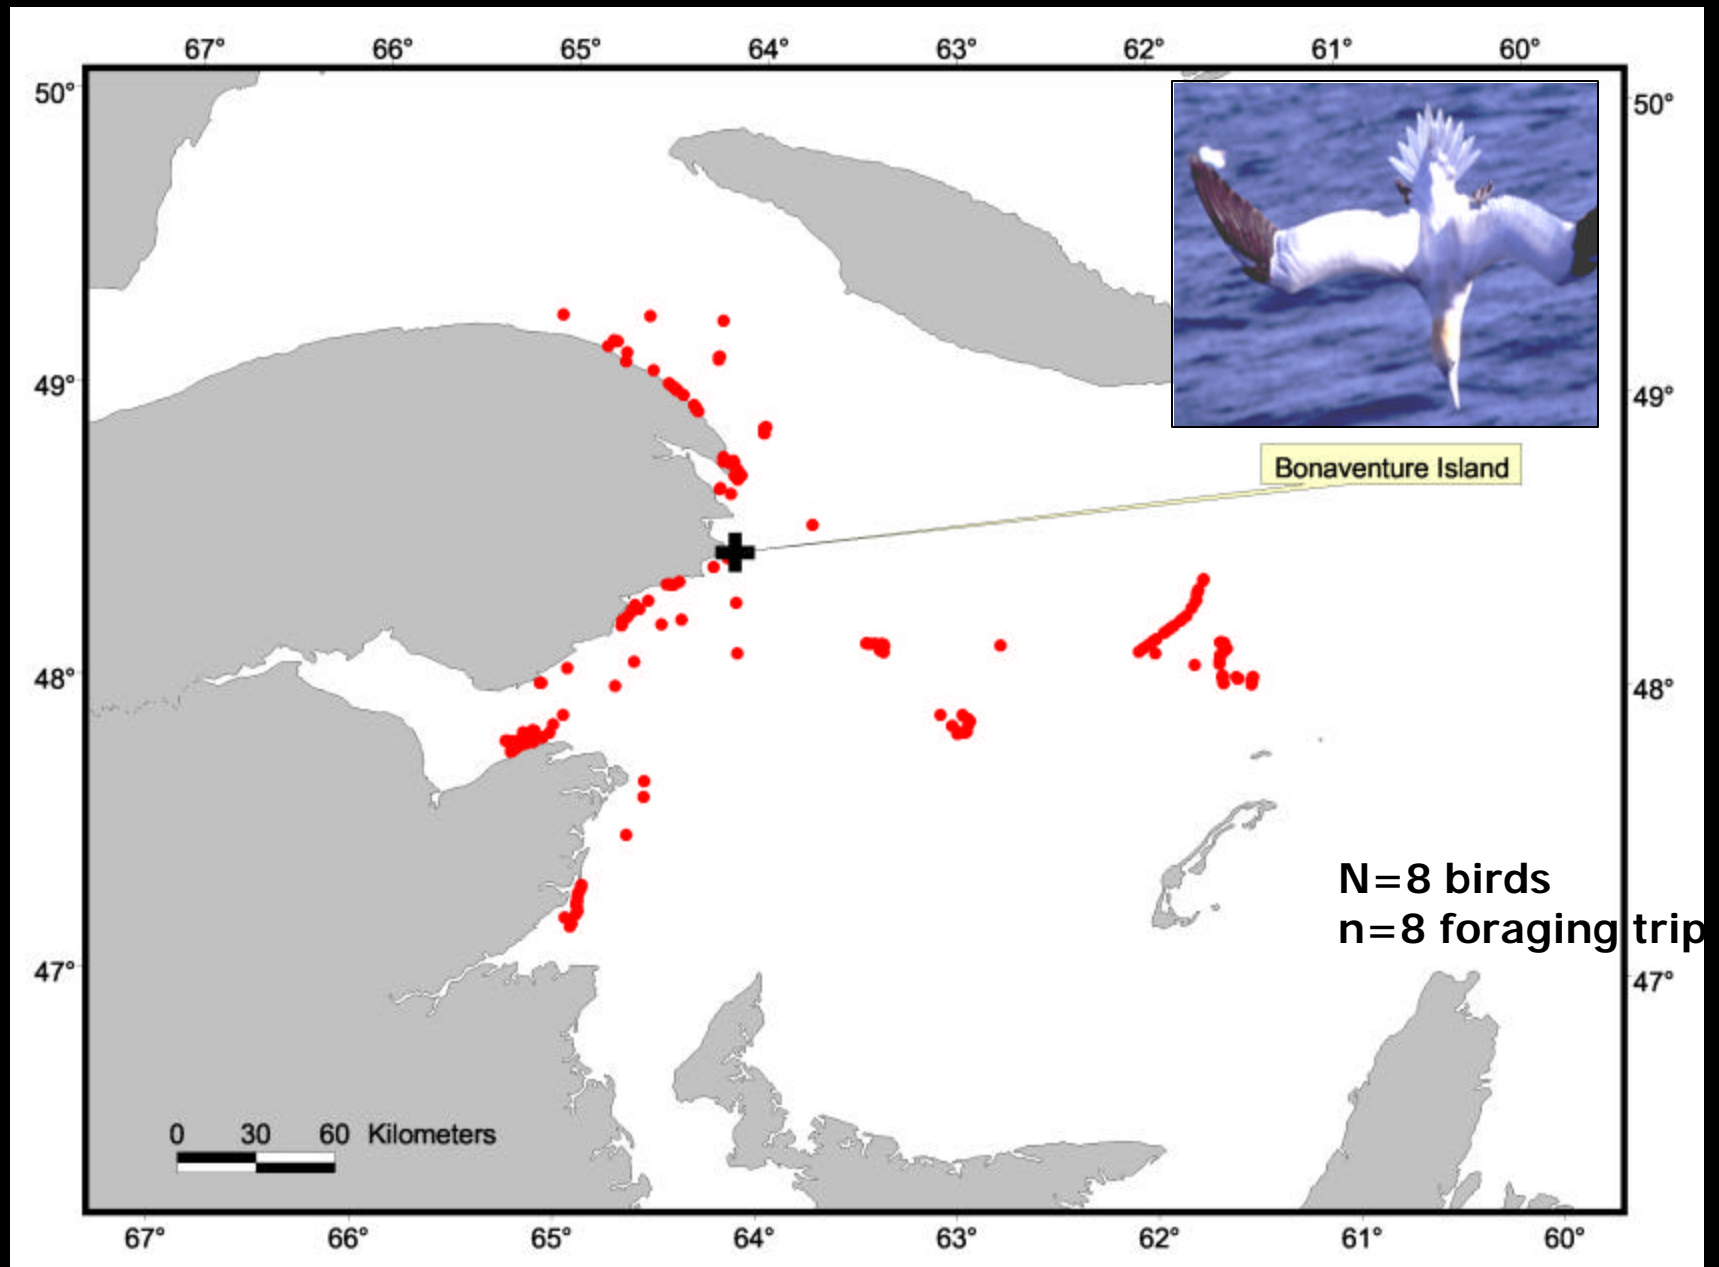 67° 66° 65° 64° 63° 62° 61° 60°
50° 50°
Bonaventure Island
49° 49°
48° 48°
N=8 birds
n=8 foraging trip
47° 47°
0 30 60 Kilometers
67° 66° 65° 64° 63° 62° 61° 60°